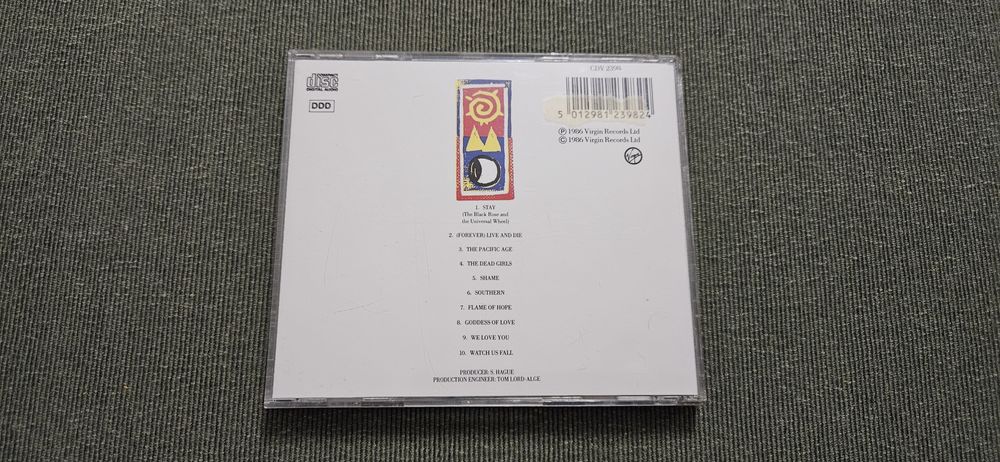 COMPACT
disc
DIGITAL AUDIO
DDD
CDV 2398
5 012981 239824
Ⓟ 1986 Virgin Records Ltd
© 1986 Virgin Records Ltd
Virgin
1. STAY
(The Black Rose and
the Universal Wheel)
2. (FOREVER) LIVE AND DIE
3. THE PACIFIC AGE
4. THE DEAD GIRLS
5. SHAME
6. SOUTHERN
7. FLAME OF HOPE
8. GODDESS OF LOVE
9. WE LOVE YOU
10. WATCH US FALL
PRODUCER: S. HAGUE
PRODUCTION ENGINEER: TOM LORD-ALGE